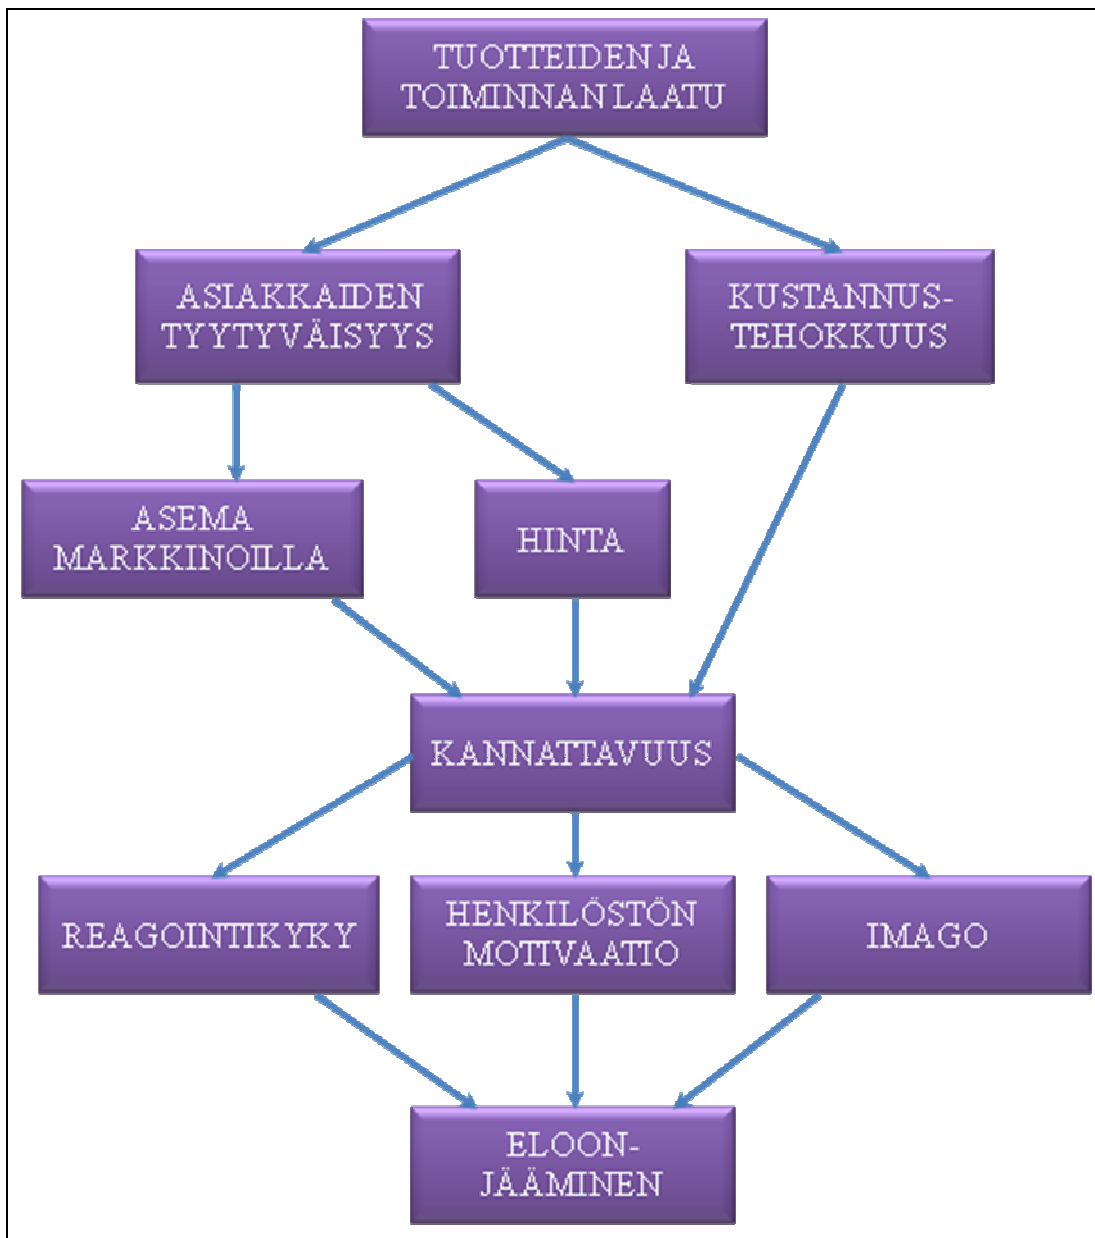 TUOTTEIDEN JA
TOIMINNAN LAATU
ASIAKKAIDEN
TYYTYVÄISYYS
KUSTANNUS-
TEHOKKUUS
ASEMA
MARKKINOILLA
HINTA
KANNATTAVUUS
REAGOINTIKYKY
HENKILÖSTÖN
MOTIVAATIO
IMAGO
ELOON-
JÄÄMINEN